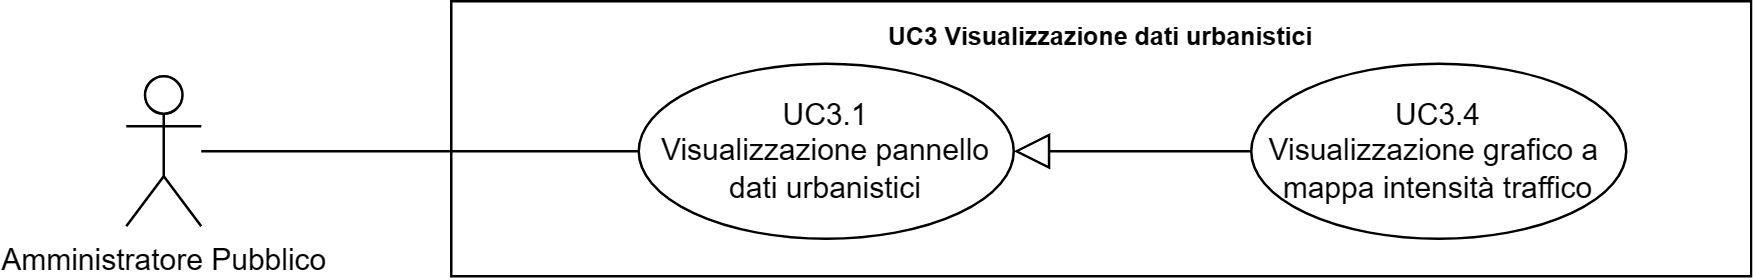 UC3 Visualizzazione dati urbanistici
UC3.1
Visualizzazione pannello
dati urbanistici
UC3.4
Visualizzazione grafico a
mappa intensità traffico
Amministratore Pubblico